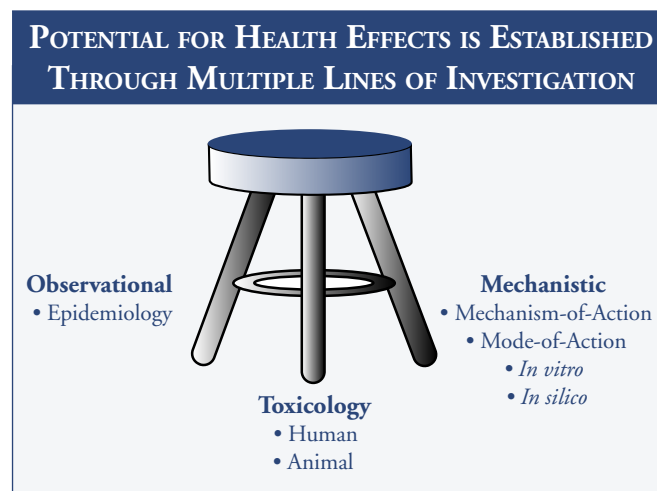 POTENTIAL FOR HEALTH EFFECTS IS ESTABLISHED
THROUGH MULTIPLE LINES OF INVESTIGATION
Observational
• Epidemiology
Toxicology
• Human
• Animal
Mechanistic
• Mechanism-of-Action
• Mode-of-Action
• In vitro
• In silico